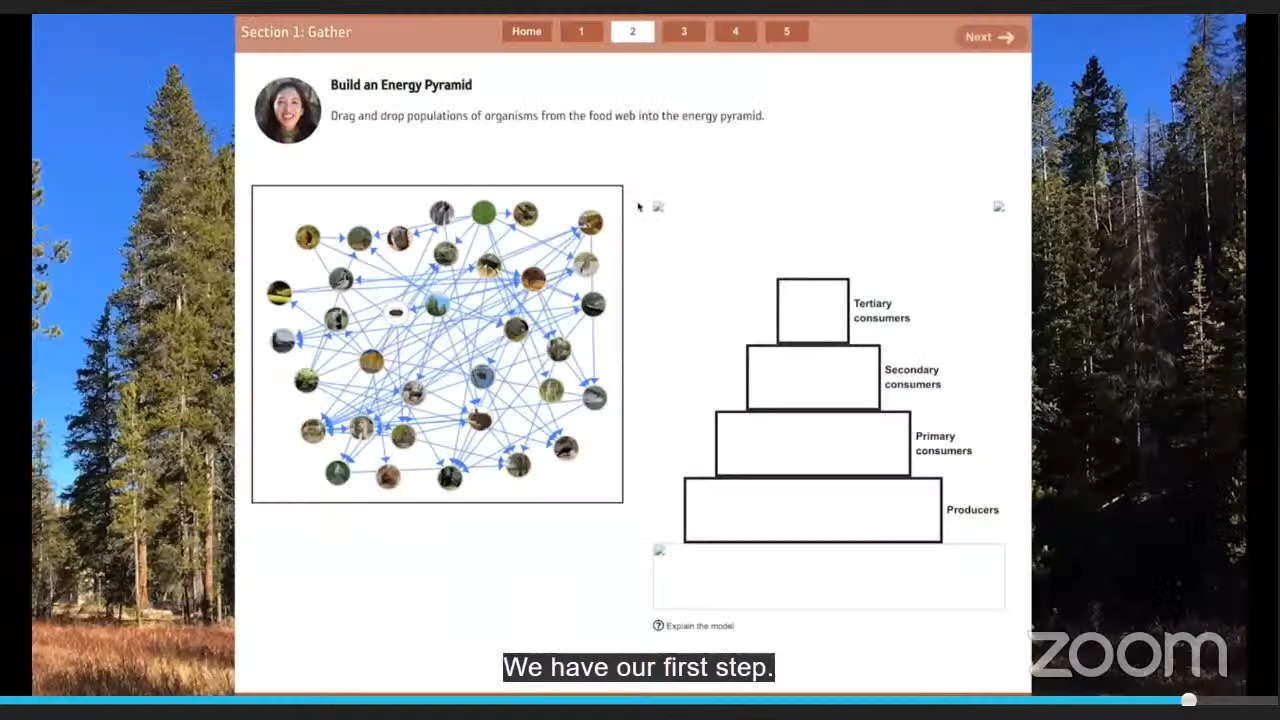 Section 1: Gather
Home
1
2
3
4
5
Next
Build an Energy Pyramid
Drag and drop populations of organisms from the food web into the energy pyramid.
Tertiary
consumers
Secondary
consumers
Primary
consumers
Producers
? Explain the model
We have our first step.
zoom